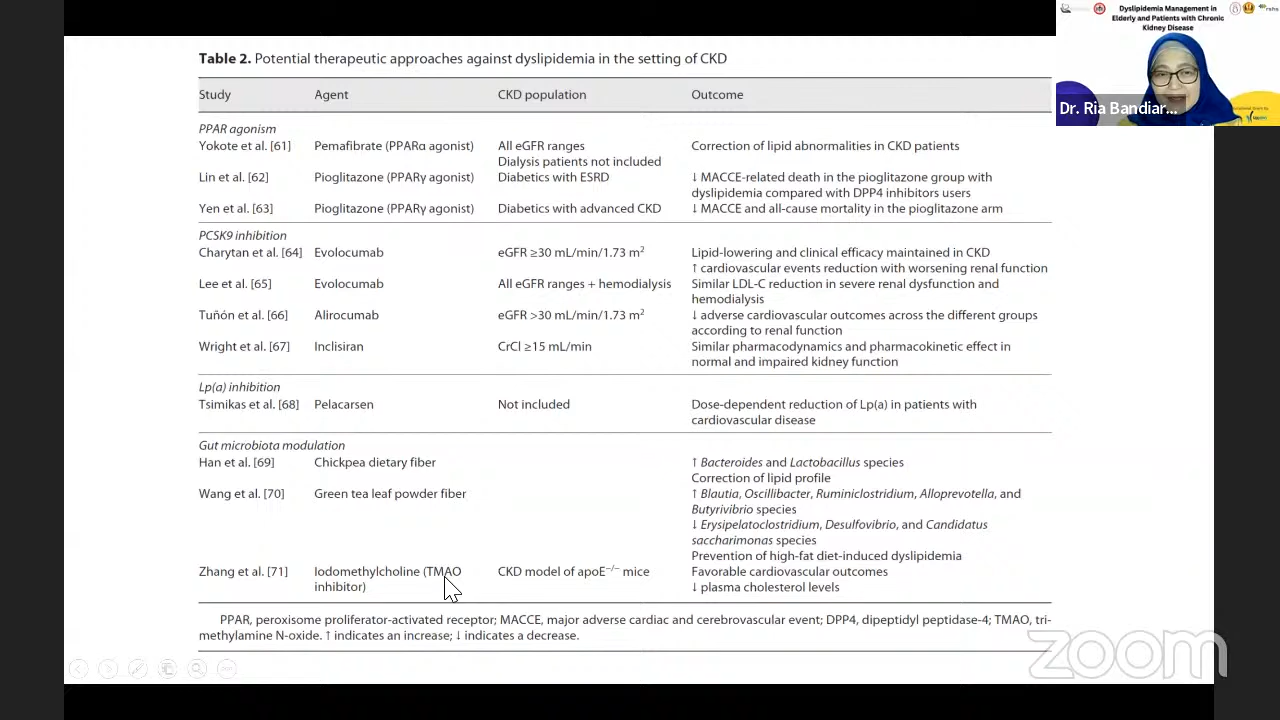 Dyslipidemia Management in
Elderly and Patients with Chronic
Kidney Disease
Dr. Ria Bandiar...
Table 2. Potential therapeutic approaches against dyslipidemia in the setting of CKD
Study Agent CKD population Outcome
PPAR agonism
Yokote et al. [61] Pemafibrate (PPARα agonist) All eGFR ranges Correction of lipid abnormalities in CKD patients
Dialysis patients not included
Lin et al. [62] Pioglitazone (PPARγ agonist) Diabetics with ESRD ↓ MACCE-related death in the pioglitazone group with
dyslipidemia compared with DPP4 inhibitors users
Yen et al. [63] Pioglitazone (PPARγ agonist) Diabetics with advanced CKD ↓ MACCE and all-cause mortality in the pioglitazone arm
PCSK9 inhibition
Charytan et al. [64] Evolocumab eGFR ≥30 mL/min/1.73 m² Lipid-lowering and clinical efficacy maintained in CKD
↑ cardiovascular events reduction with worsening renal function
Lee et al. [65] Evolocumab All eGFR ranges + hemodialysis Similar LDL-C reduction in severe renal dysfunction and
hemodialysis
Tuñón et al. [66] Alirocumab eGFR >30 mL/min/1.73 m² ↓ adverse cardiovascular outcomes across the different groups
according to renal function
Wright et al. [67] Inclisiran CrCl ≥15 mL/min Similar pharmacodynamics and pharmacokinetic effect in
normal and impaired kidney function
Lp(a) inhibition
Tsimikas et al. [68] Pelacarsen Not included Dose-dependent reduction of Lp(a) in patients with
cardiovascular disease
Gut microbiota modulation
Han et al. [69] Chickpea dietary fiber ↑ Bacteroides and Lactobacillus species
Correction of lipid profile
Wang et al. [70] Green tea leaf powder fiber ↑ Blautia, Oscillibacter, Ruminiclostridium, Alloprevotella, and
Butyrivibrio species
↓ Erysipelatoclostridium, Desulfovibrio, and Candidatus
saccharimonas species
Prevention of high-fat diet-induced dyslipidemia
Zhang et al. [71] Iodomethylcholine (TMAO CKD model of apoE⁻/⁻ mice Favorable cardiovascular outcomes
inhibitor) ↓ plasma cholesterol levels
PPAR, peroxisome proliferator-activated receptor; MACCE, major adverse cardiac and cerebrovascular event; DPP4, dipeptidyl peptidase-4; TMAO, tri-
methylamine N-oxide. ↑ indicates an increase; ↓ indicates a decrease.
zoom